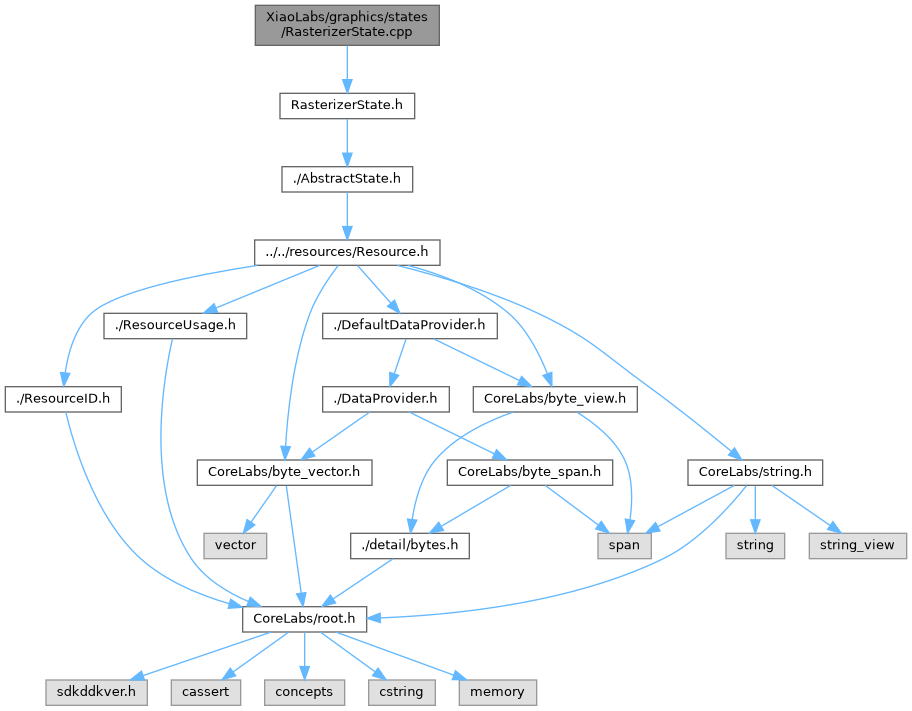 XiaoLabs/graphics/states
/RasterizerState.cpp
RasterizerState.h
./AbstractState.h
../../resources/Resource.h
./ResourceUsage.h
./DefaultDataProvider.h
./ResourceID.h
./DataProvider.h
CoreLabs/byte_view.h
CoreLabs/byte_vector.h
CoreLabs/byte_span.h
CoreLabs/string.h
vector
./detail/bytes.h
span
string
string_view
CoreLabs/root.h
sdkddkver.h
cassert
concepts
cstring
memory